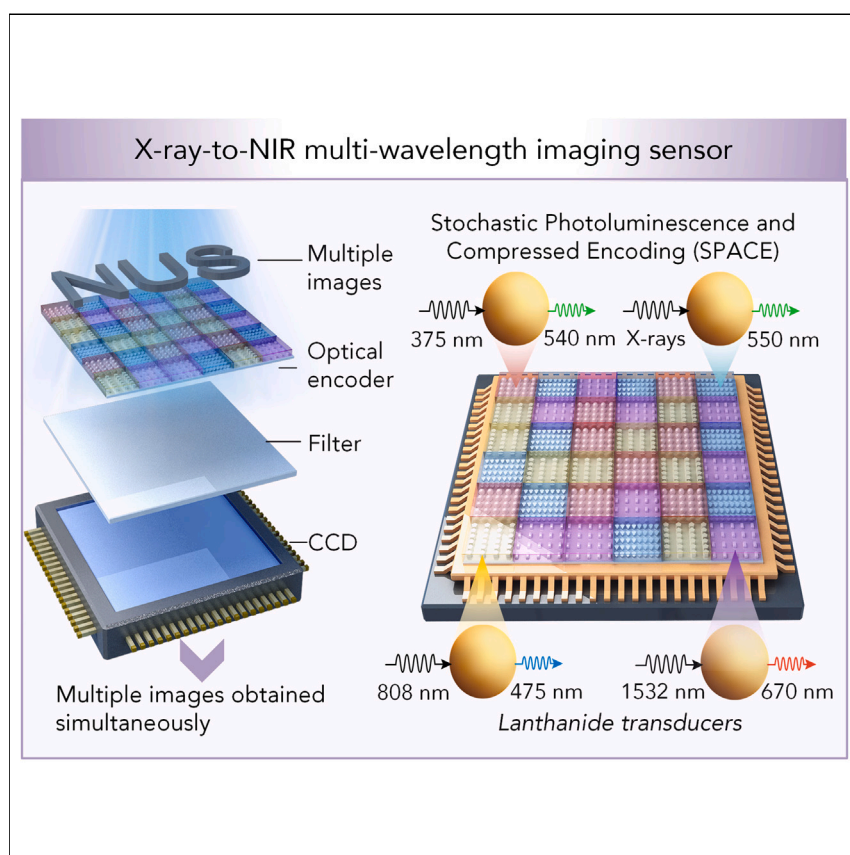 X-ray-to-NIR multi-wavelength imaging sensor
NUS
Multiple
images
Optical
encoder
Filter
CCD
Multiple images obtained
simultaneously
Stochastic Photoluminescence and
Compressed Encoding (SPACE)
375 nm 540 nm X-rays 550 nm
808 nm 475 nm 1532 nm 670 nm
Lanthanide transducers